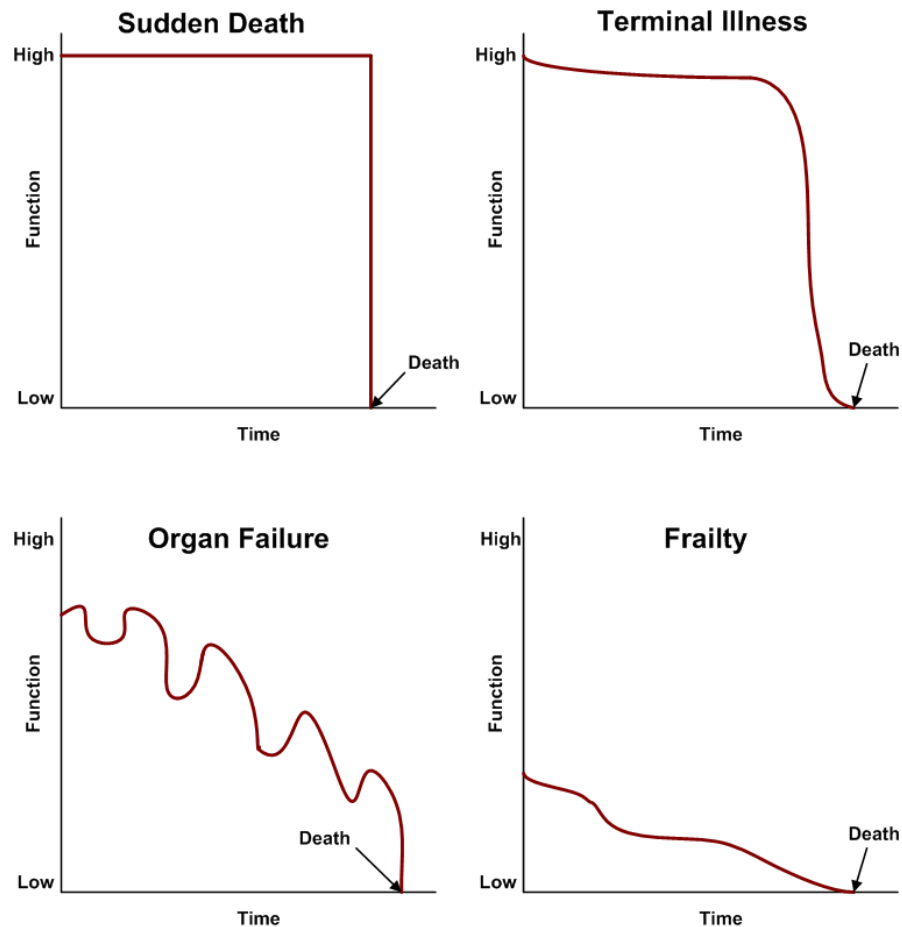 Sudden Death
High
Function
Low
Death
Time
Terminal Illness
High
Function
Low
Death
Time
Organ Failure
High
Function
Low
Death
Time
Frailty
High
Function
Low
Death
Time